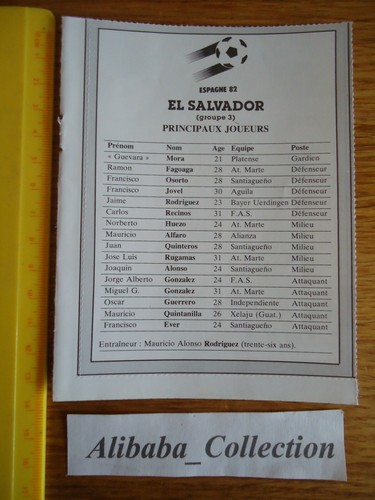 ESPAGNE 82
EL SALVADOR
(groupe 3)
PRINCIPAUX JOUEURS
Prénom Nom Age Equipe Poste
« Guevara » Mora 21 Platense Gardien
Ramon Fagoaga 28 At. Marte Défenseur
Francisco Osorto 28 Santiagueño Défenseur
Francisco Jovel 30 Aguila Défenseur
Jaime Rodriguez 23 Bayer Uerdingen Défenseur
Carlos Recinos 31 F.A.S. Défenseur
Norberto Huezo 24 At. Marte Milieu
Mauricio Alfaro 28 Alianza Milieu
Juan Quinteros 28 Santiagueño Milieu
Jose Luis Rugamas 31 At. Marte Milieu
Joaquin Alonso 24 Santiagueño Milieu
Jorge Alberto Gonzalez 24 F.A.S. Attaquant
Miguel G. Gonzalez 31 At. Marte Attaquant
Oscar Guerrero 28 Independiente Attaquant
Mauricio Quintanilla 26 Xelaju (Guat.) Attaquant
Francisco Ever 24 Santiagueño Attaquant
Entraîneur : Mauricio Alonso Rodriguez (trente-six ans).
Alibaba_Collection